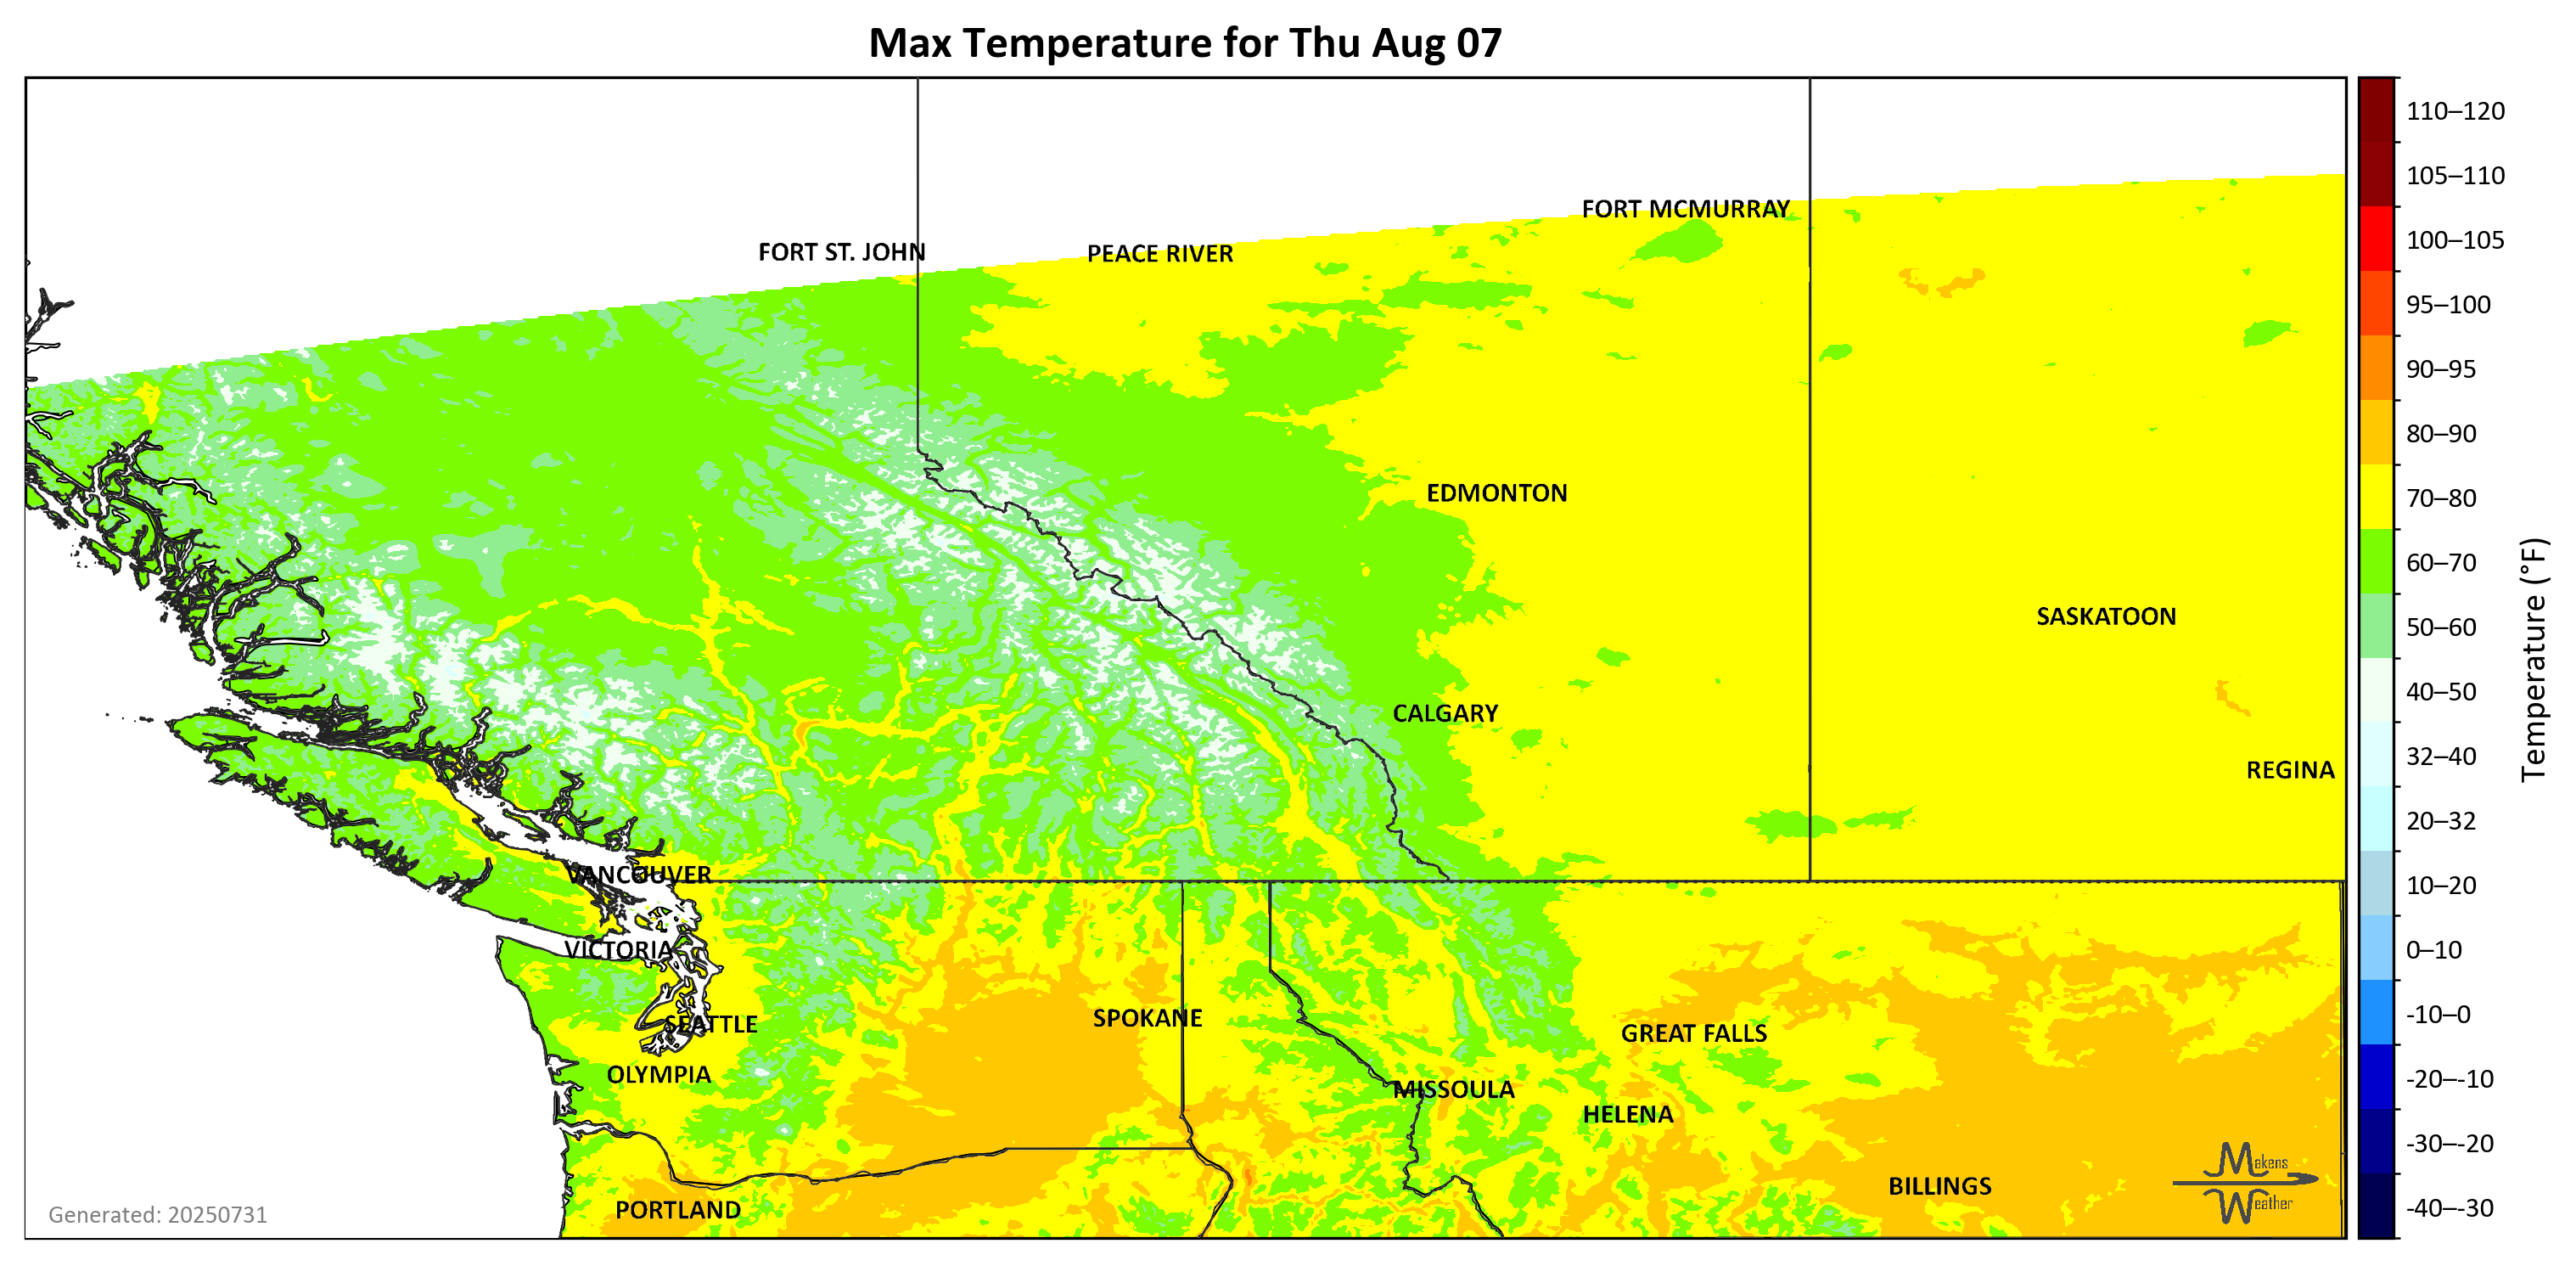 Max Temperature for Thu Aug 07
FORT MCMURRAY
FORT ST. JOHN
PEACE RIVER
EDMONTON
SASKATOON
CALGARY
REGINA
VANCOUVER
VICTORIA
SEATTLE
SPOKANE
GREAT FALLS
OLYMPIA
MISSOULA
HELENA
BILLINGS
PORTLAND
Makens
Weather
Generated: 20250731
110–120
105–110
100–105
95–100
90–95
80–90
70–80
60–70
50–60
40–50
32–40
20–32
10–20
0–10
-10–0
-20–-10
-30–-20
-40–-30
Temperature (°F)